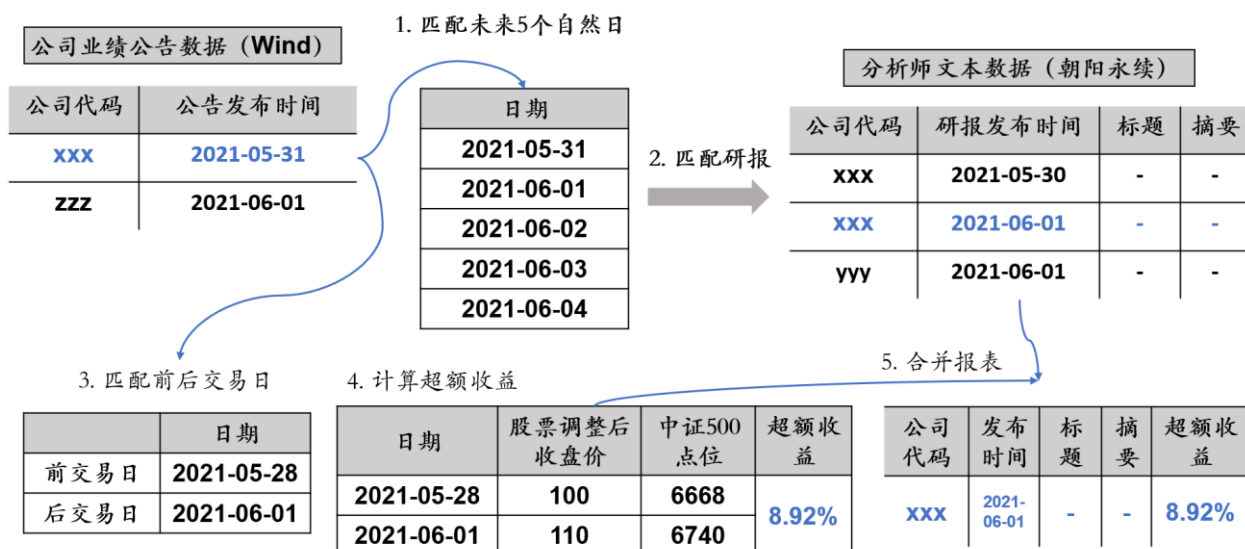 公司业绩公告数据（Wind）
公司代码 公告发布时间
xxx 2021-05-31
zzz 2021-06-01
1. 匹配未来5个自然日
日期
2021-05-31
2021-06-01
2021-06-02
2021-06-03
2021-06-04
2. 匹配研报
分析师文本数据（朝阳永续）
公司代码 研报发布时间 标题 摘要
xxx 2021-05-30 - -
xxx 2021-06-01 - -
yyy 2021-06-01 - -
3. 匹配前后交易日
日期
前交易日 2021-05-28
后交易日 2021-06-01
4. 计算超额收益
日期 股票调整后收盘价 中证500点位 超额收益
2021-05-28 100 6668 8.92%
2021-06-01 110 6740
5. 合并报表
公司代码 发布时间 标题 摘要 超额收益
xxx 2021-06-01 - - 8.92%